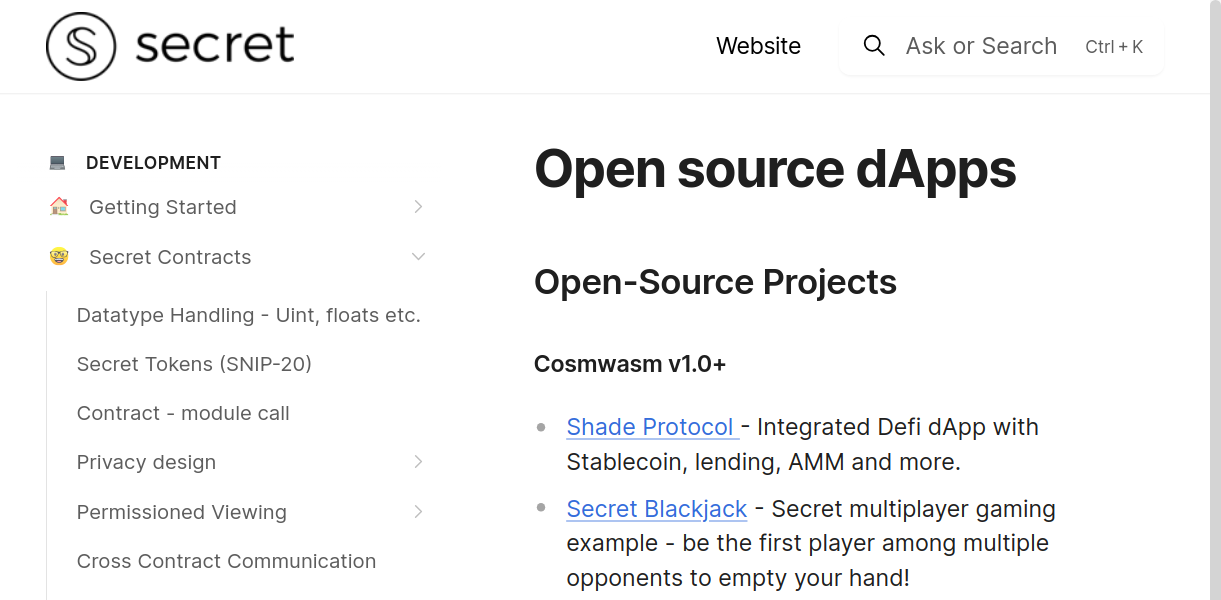 secret
Website
Ask or Search
Ctrl + K
DEVELOPMENT
Getting Started
Secret Contracts
Datatype Handling - Uint, floats etc.
Secret Tokens (SNIP-20)
Contract - module call
Privacy design
Permissioned Viewing
Cross Contract Communication
Open source dApps
Open-Source Projects
Cosmwasm v1.0+
Shade Protocol - Integrated Defi dApp with
Stablecoin, lending, AMM and more.
Secret Blackjack - Secret multiplayer gaming
example - be the first player among multiple
opponents to empty your hand!